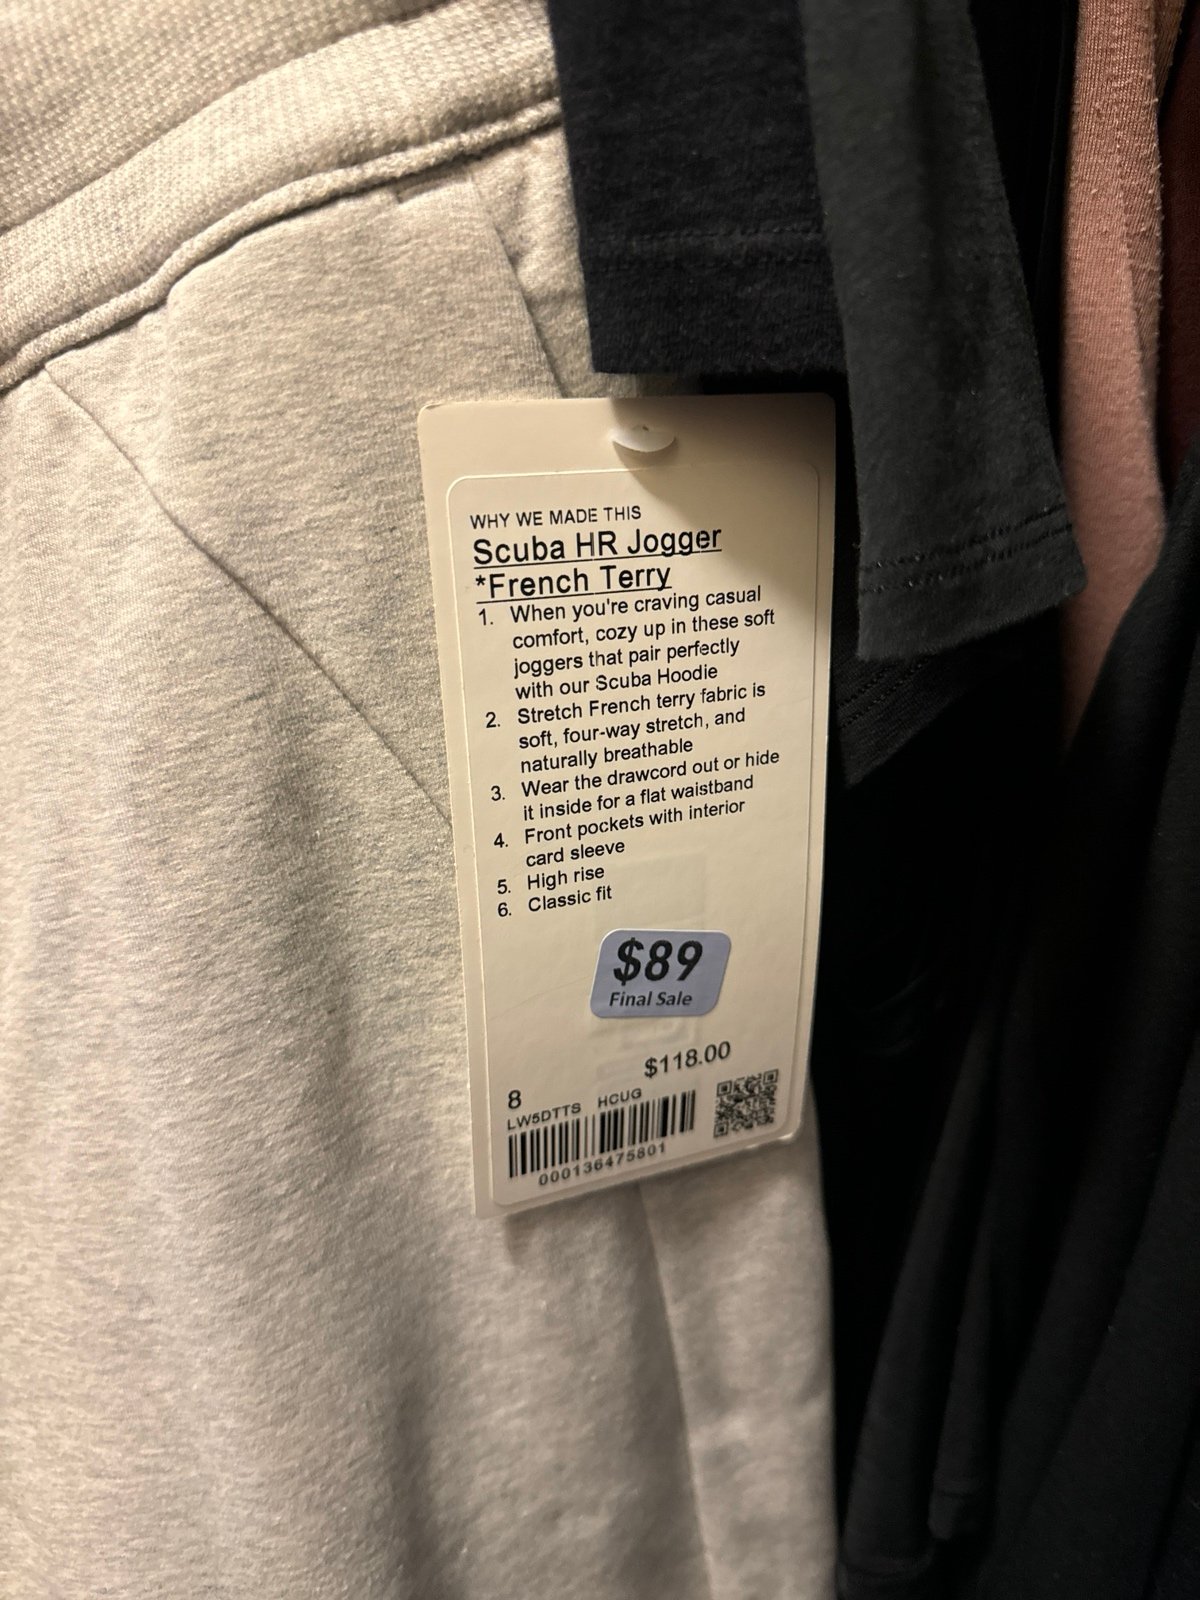 WHY WE MADE THIS
Scuba HR Jogger
*French Terry
1. When you're craving casual
comfort, cozy up in these soft
joggers that pair perfectly
with our Scuba Hoodie
2. Stretch French terry fabric is
soft, four-way stretch, and
naturally breathable
3. Wear the drawcord out or hide
it inside for a flat waistband
4. Front pockets with interior
card sleeve
5. High rise
6. Classic fit
$89
Final Sale
$118.00
8
LW5DTTS HCUG
000136475801